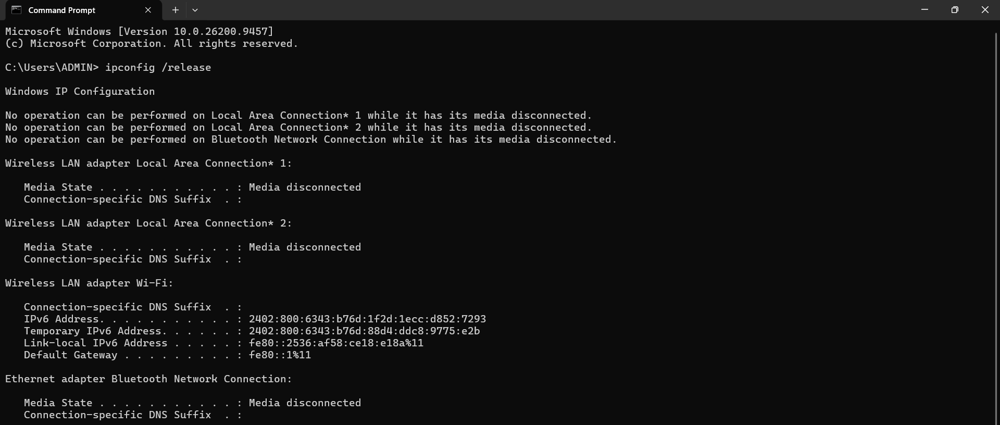 Command Prompt
Microsoft Windows [Version 10.0.26200.9457]
(c) Microsoft Corporation. All rights reserved.
C:\Users\ADMIN> ipconfig /release
Windows IP Configuration
No operation can be performed on Local Area Connection* 1 while it has its media disconnected.
No operation can be performed on Local Area Connection* 2 while it has its media disconnected.
No operation can be performed on Bluetooth Network Connection while it has its media disconnected.
Wireless LAN adapter Local Area Connection* 1:
   Media State . . . . . . . . . . . : Media disconnected
   Connection-specific DNS Suffix  . :
Wireless LAN adapter Local Area Connection* 2:
   Media State . . . . . . . . . . . : Media disconnected
   Connection-specific DNS Suffix  . :
Wireless LAN adapter Wi-Fi:
   Connection-specific DNS Suffix  . :
   IPv6 Address. . . . . . . . . . . : 2402:800:6343:b76d:1f2d:1ecc:d852:7293
   Temporary IPv6 Address. . . . . . : 2402:800:6343:b76d:88d4:ddc8:9775:e2b
   Link-local IPv6 Address . . . . . : fe80::2536:af58:ce18:e18a%11
   Default Gateway . . . . . . . . . : fe80::1%11
Ethernet adapter Bluetooth Network Connection:
   Media State . . . . . . . . . . . : Media disconnected
   Connection-specific DNS Suffix  . :